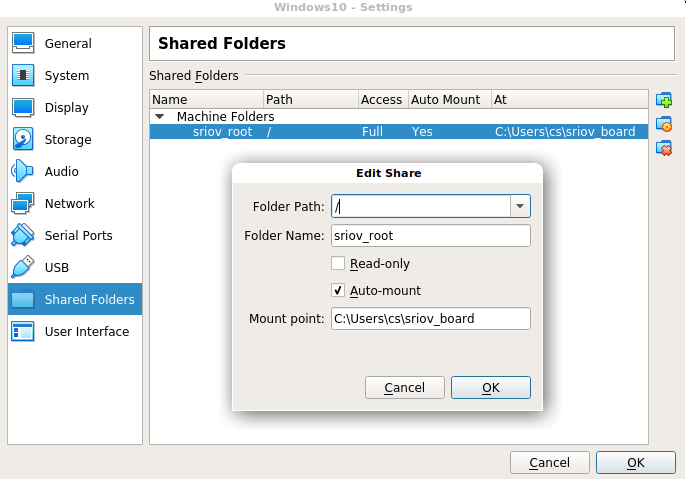 Windows10 - Settings
General
System
Display
Storage
Audio
Network
Serial Ports
USB
Shared Folders
User Interface
Shared Folders
Shared Folders
Name Path Access Auto Mount At
Machine Folders
sriov_root / Full Yes C:\Users\cs\sriov_board
Edit Share
Folder Path: /
Folder Name: sriov_root
Read-only
Auto-mount
Mount point: C:\Users\cs\sriov_board
Cancel OK
Cancel OK